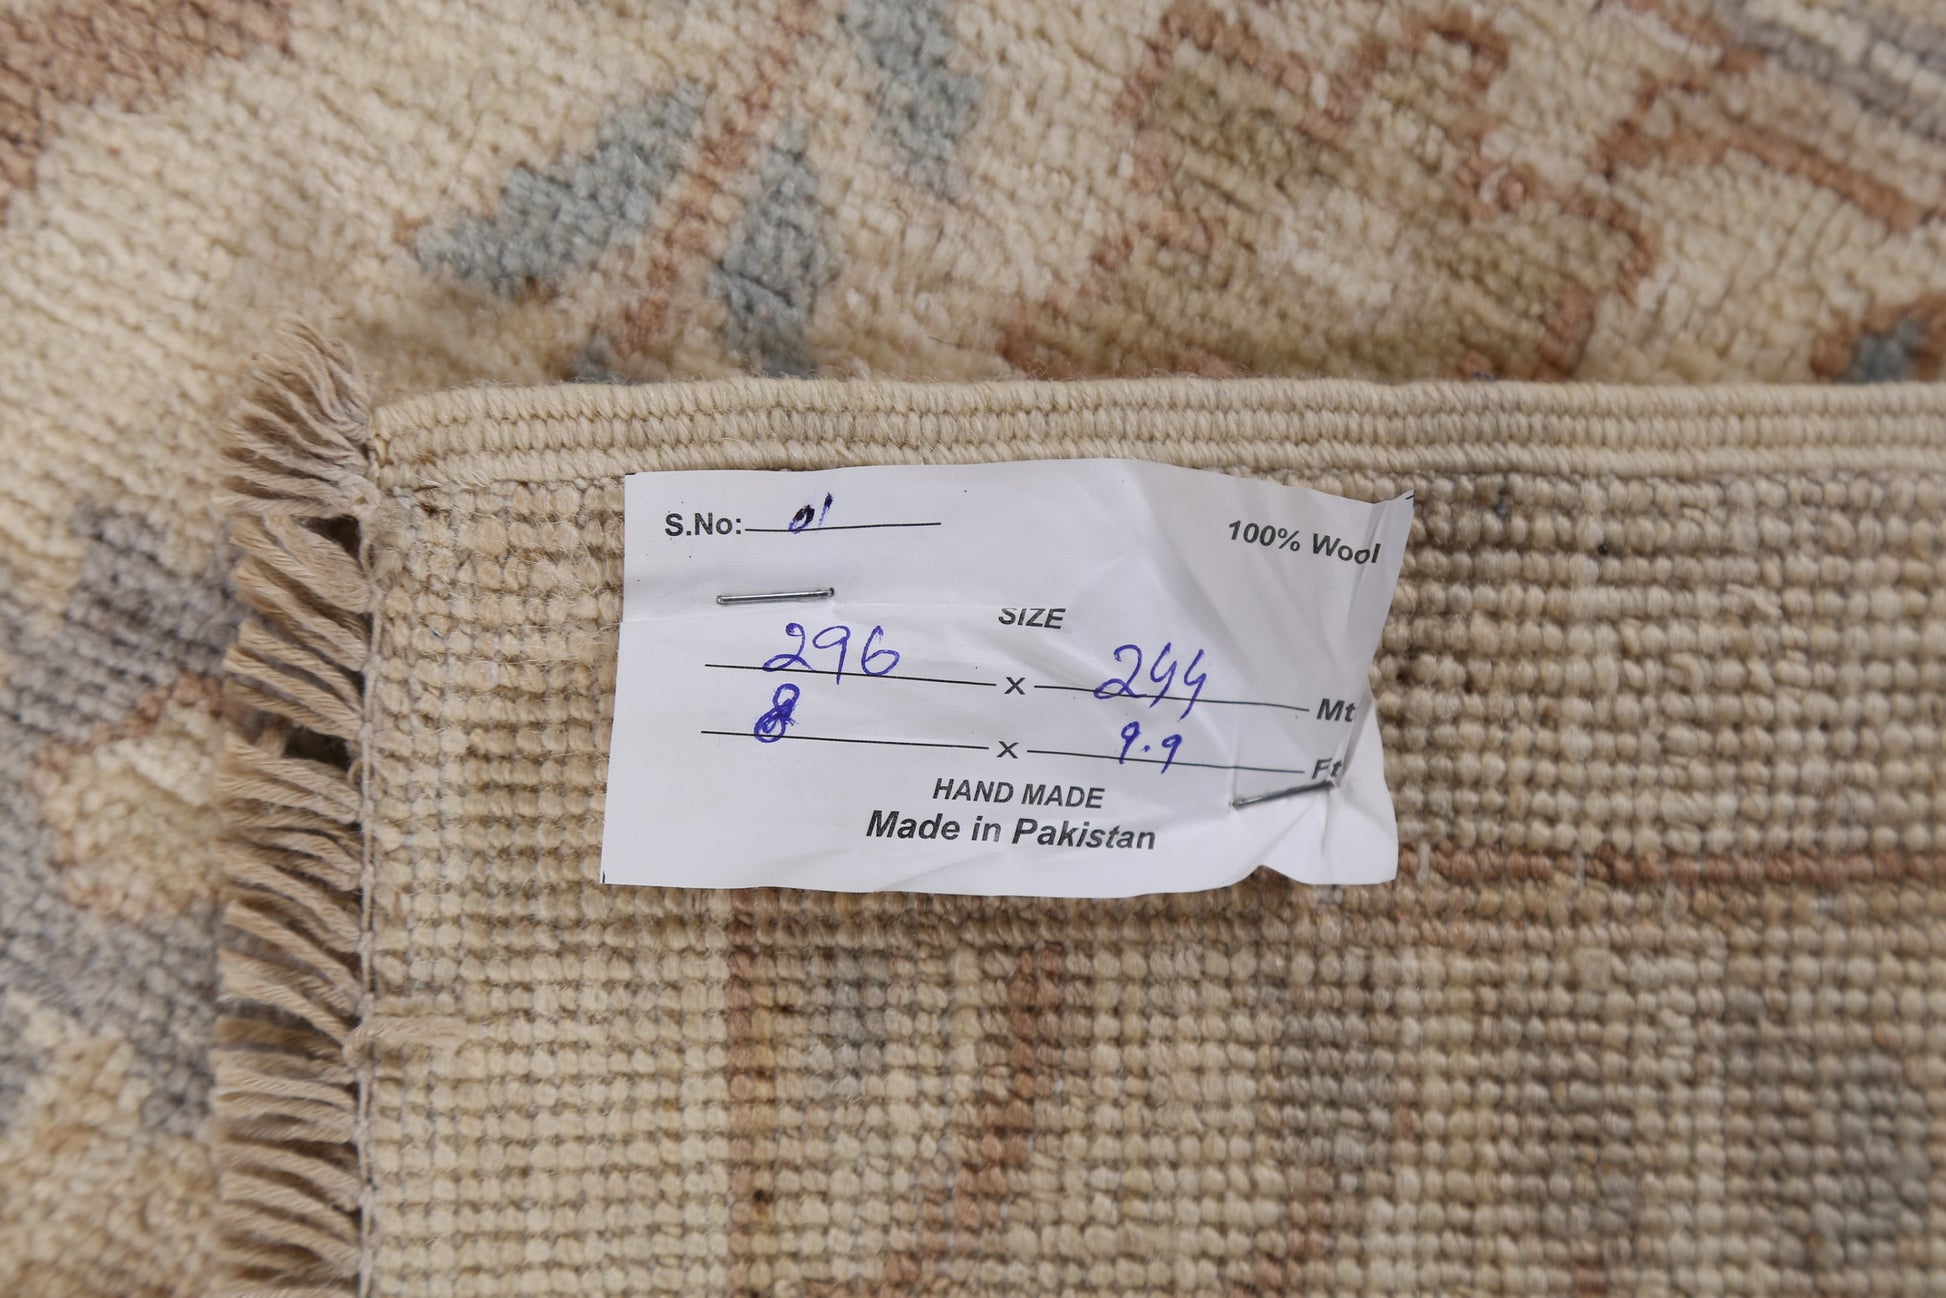 S.No: 01 100% Wool
SIZE
296 x 244 Mt
8 x 9.9 Ft
HAND MADE
Made in Pakistan